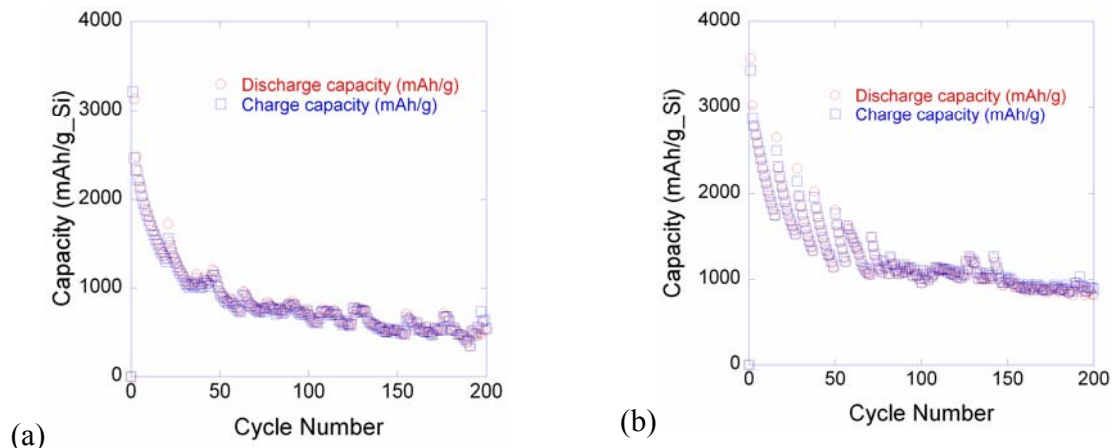 4000
3000
2000
1000
0
Capacity (mAh/g_Si)
Discharge capacity (mAh/g)
Charge capacity (mAh/g)
0 50 100 150 200
Cycle Number
(a)
4000
3000
2000
1000
0
Capacity (mAh/g_Si)
Discharge capacity (mAh/g)
Charge capacity (mAh/g)
0 50 100 150 200
Cycle Number
(b)